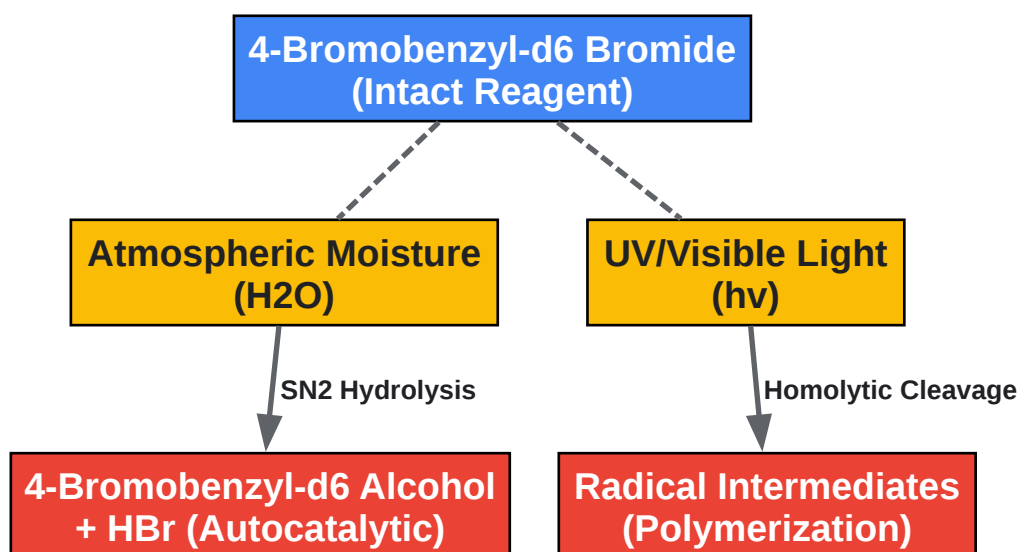 4-Bromobenzyl-d6 Bromide
(Intact Reagent)
Atmospheric Moisture
(H2O)
UV/Visible Light
(hv)
SN2 Hydrolysis
Homolytic Cleavage
4-Bromobenzyl-d6 Alcohol
+ HBr (Autocatalytic)
Radical Intermediates
(Polymerization)